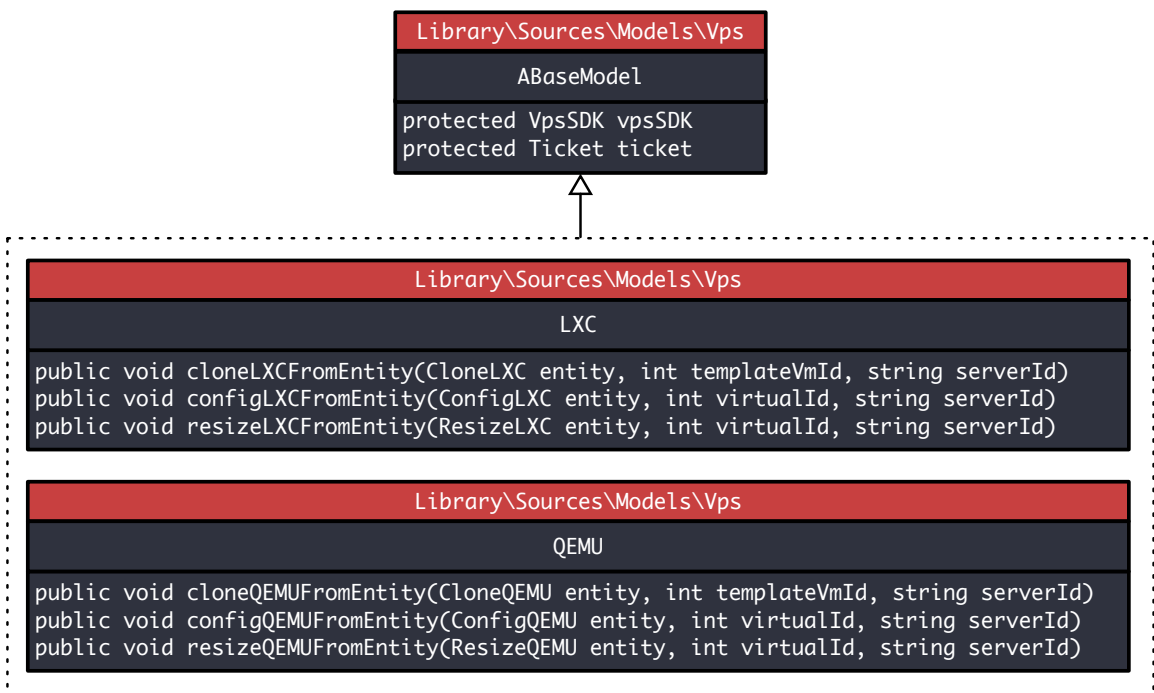 Library\Sources\Models\Vps
ABaseModel
protected VpsSDK vpsSDK
protected Ticket ticket
Library\Sources\Models\Vps
LXC
public void cloneLXCFromEntity(CloneLXC entity, int templateVmId, string serverId)
public void configLXCFromEntity(ConfigLXC entity, int virtualId, string serverId)
public void resizeLXCFromEntity(ResizeLXC entity, int virtualId, string serverId)
Library\Sources\Models\Vps
QEMU
public void cloneQEMUFromEntity(CloneQEMU entity, int templateVmId, string serverId)
public void configQEMUFromEntity(ConfigQEMU entity, int virtualId, string serverId)
public void resizeQEMUFromEntity(ResizeQEMU entity, int virtualId, string serverId)